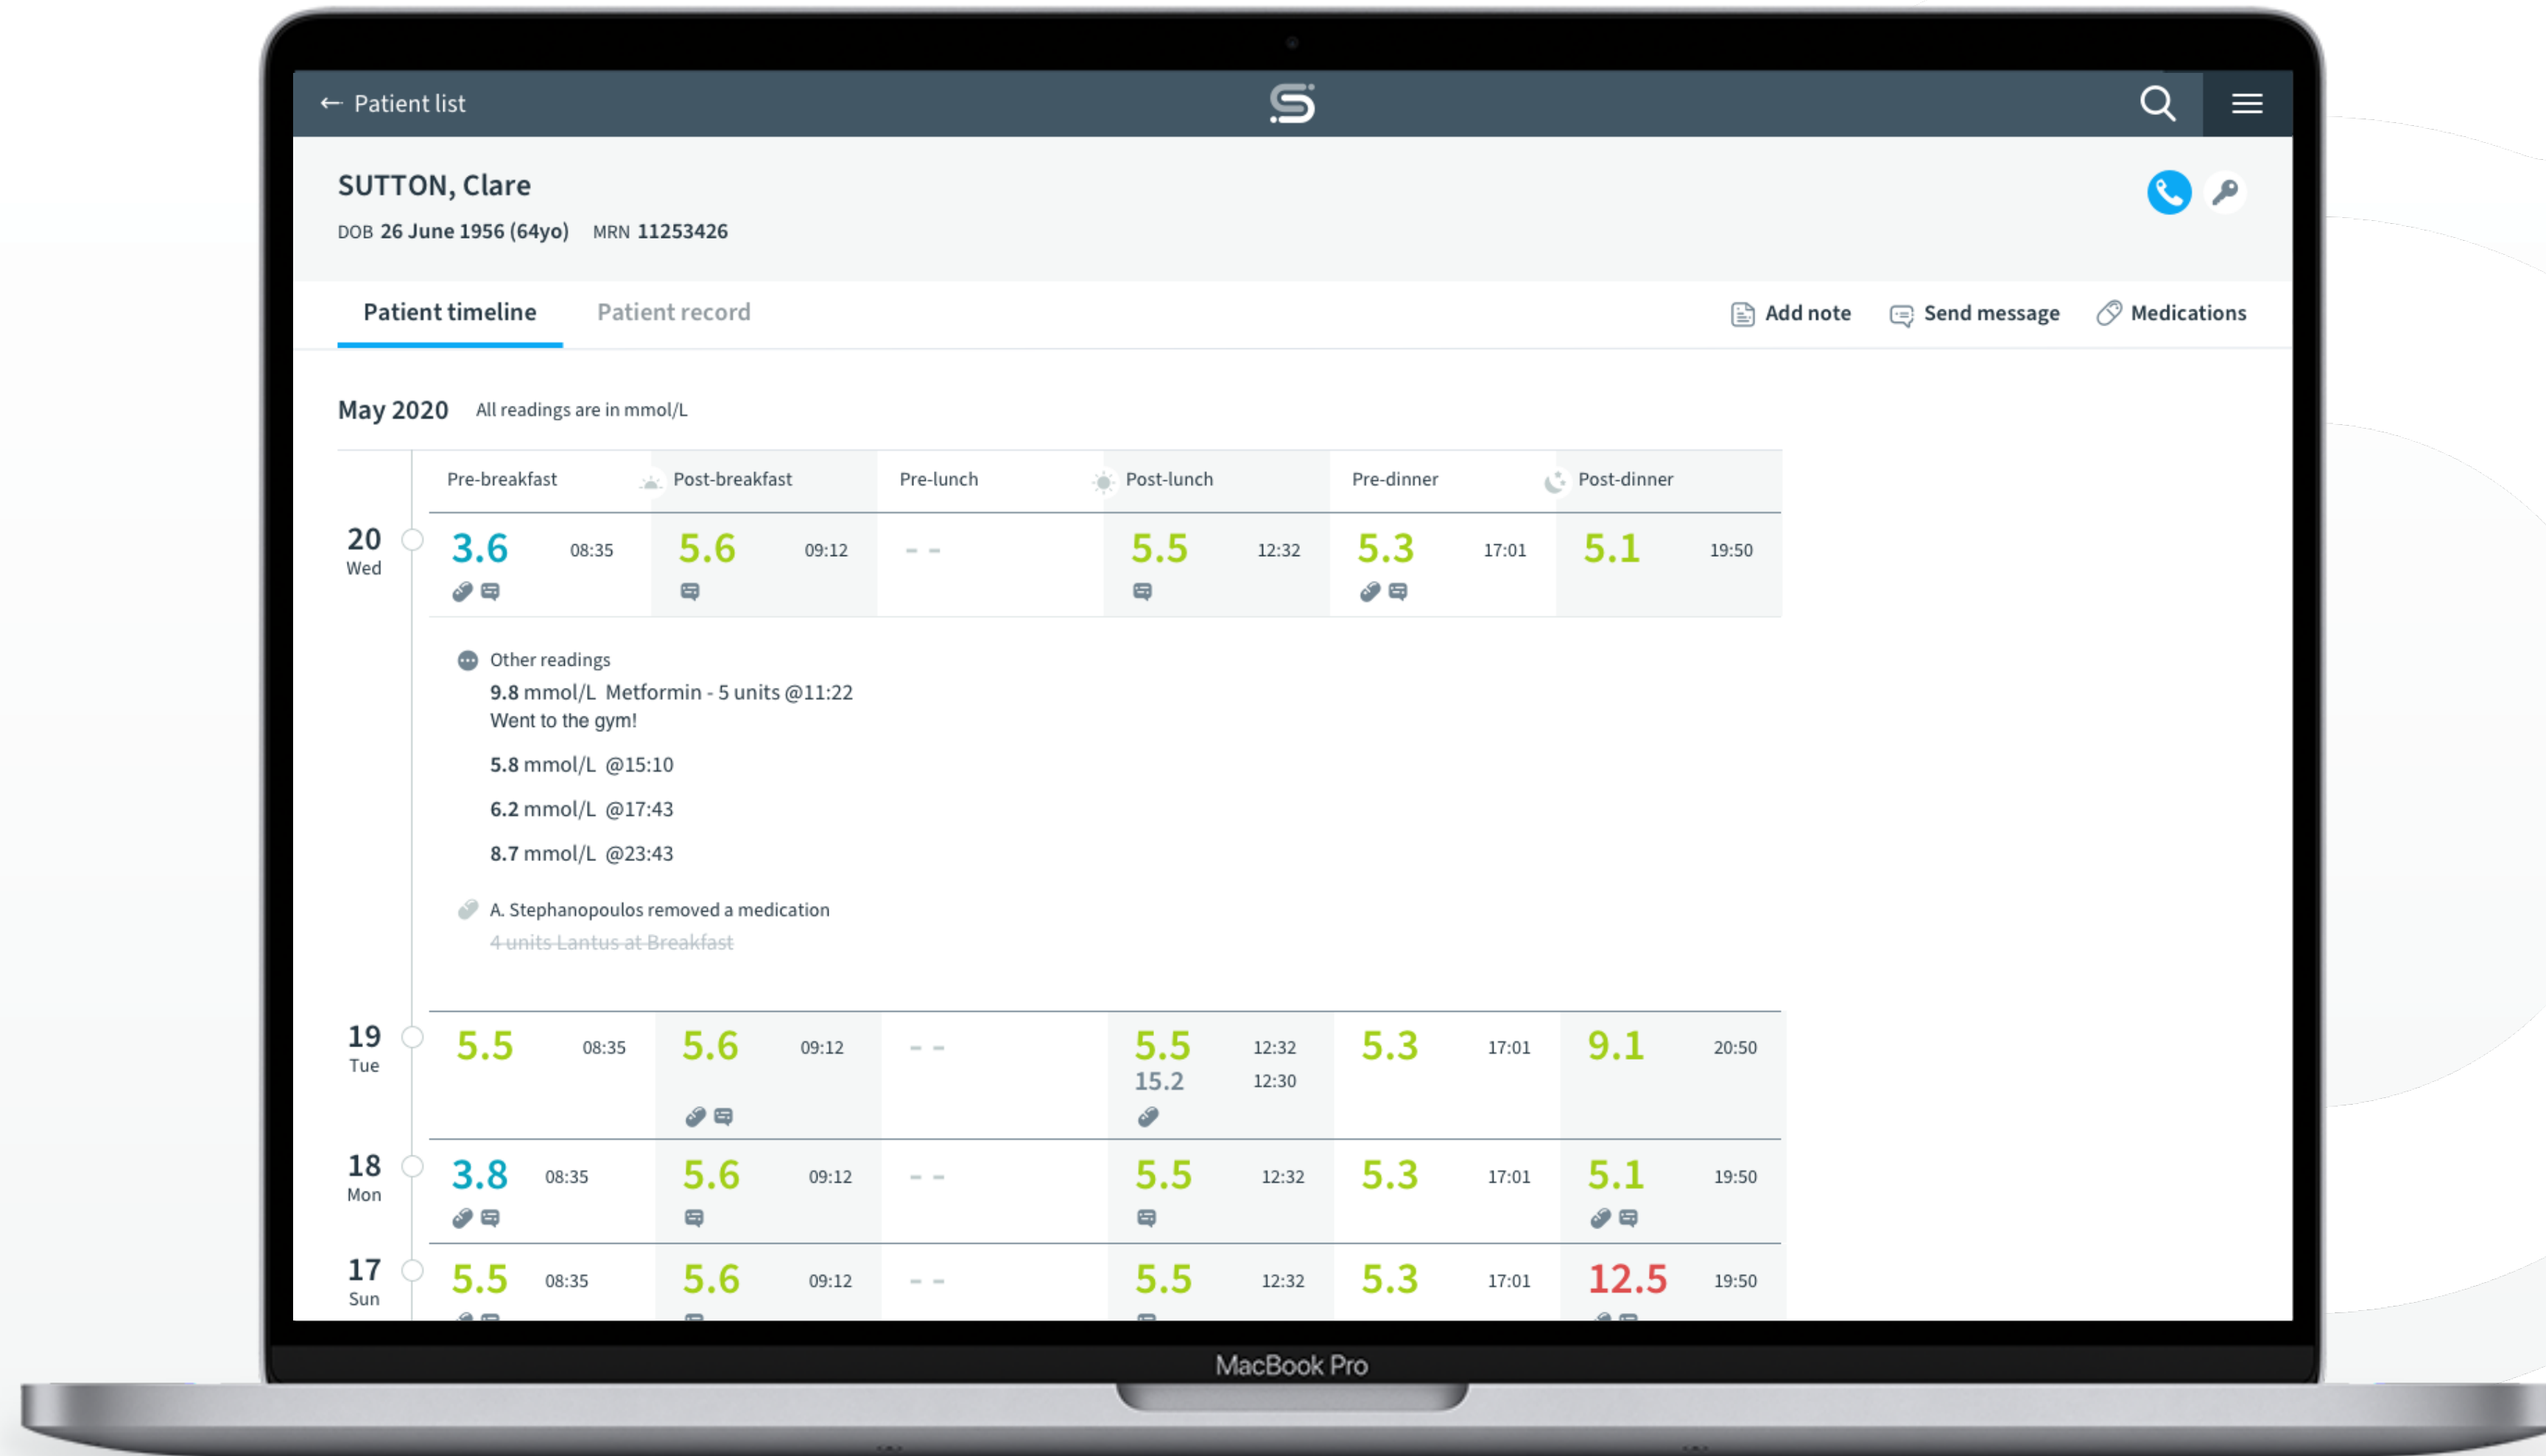 Patient list
SUTTON, Clare
DOB 26 June 1956 (64yo) MRN 11253426
Patient timeline Patient record Add note Send message Medications
May 2020 All readings are in mmol/L
Pre-breakfast Post-breakfast Pre-lunch Post-lunch Pre-dinner Post-dinner
20 3.6 08:35 5.6 09:12 - - 5.5 12:32 5.3 17:01 5.1 19:50
Wed
Other readings
9.8 mmol/L Metformin - 5 units @11:22
Went to the gym!
5.8 mmol/L @15:10
6.2 mmol/L @17:43
8.7 mmol/L @23:43
A. Stephanopoulos removed a medication
4 units Lantus at Breakfast
19 5.5 08:35 5.6 09:12 - - 5.5 12:32 5.3 17:01 9.1 20:50
Tue 15.2 12:30
18 3.8 08:35 5.6 09:12 - - 5.5 12:32 5.3 17:01 5.1 19:50
Mon
17 5.5 08:35 5.6 09:12 - - 5.5 12:32 5.3 17:01 12.5 19:50
Sun
MacBook Pro